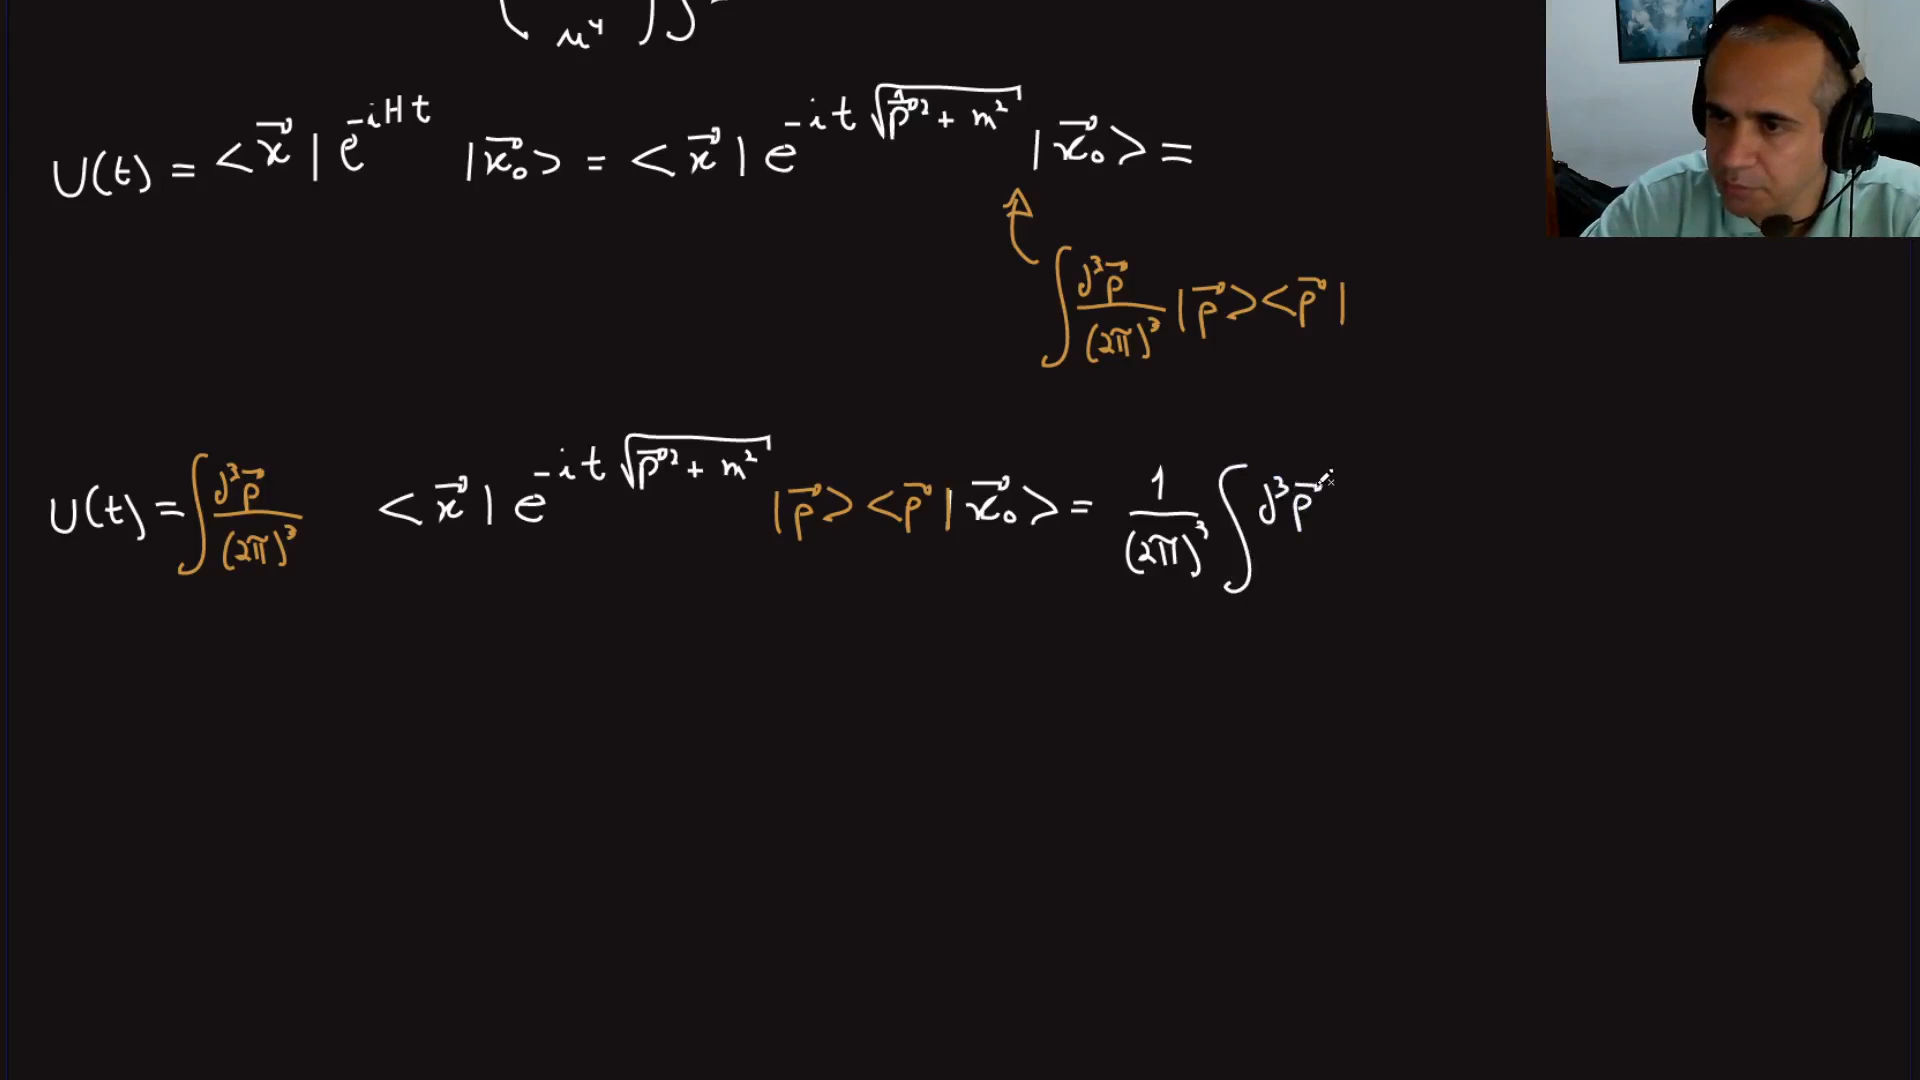 ( μ⁴ )]
U(t) = <x⃗| e^{-iHt} |x⃗₀> = <x⃗| e^{-it√(p̂⃗² + m²)} |x⃗₀> =
∫ d³p⃗/(2π)³ |p⃗><p⃗|
U(t) = ∫ d³p⃗/(2π)³ <x⃗| e^{-it√(p⃗² + m²)} |p⃗><p⃗|x⃗₀> = 1/(2π)³ ∫ d³p⃗